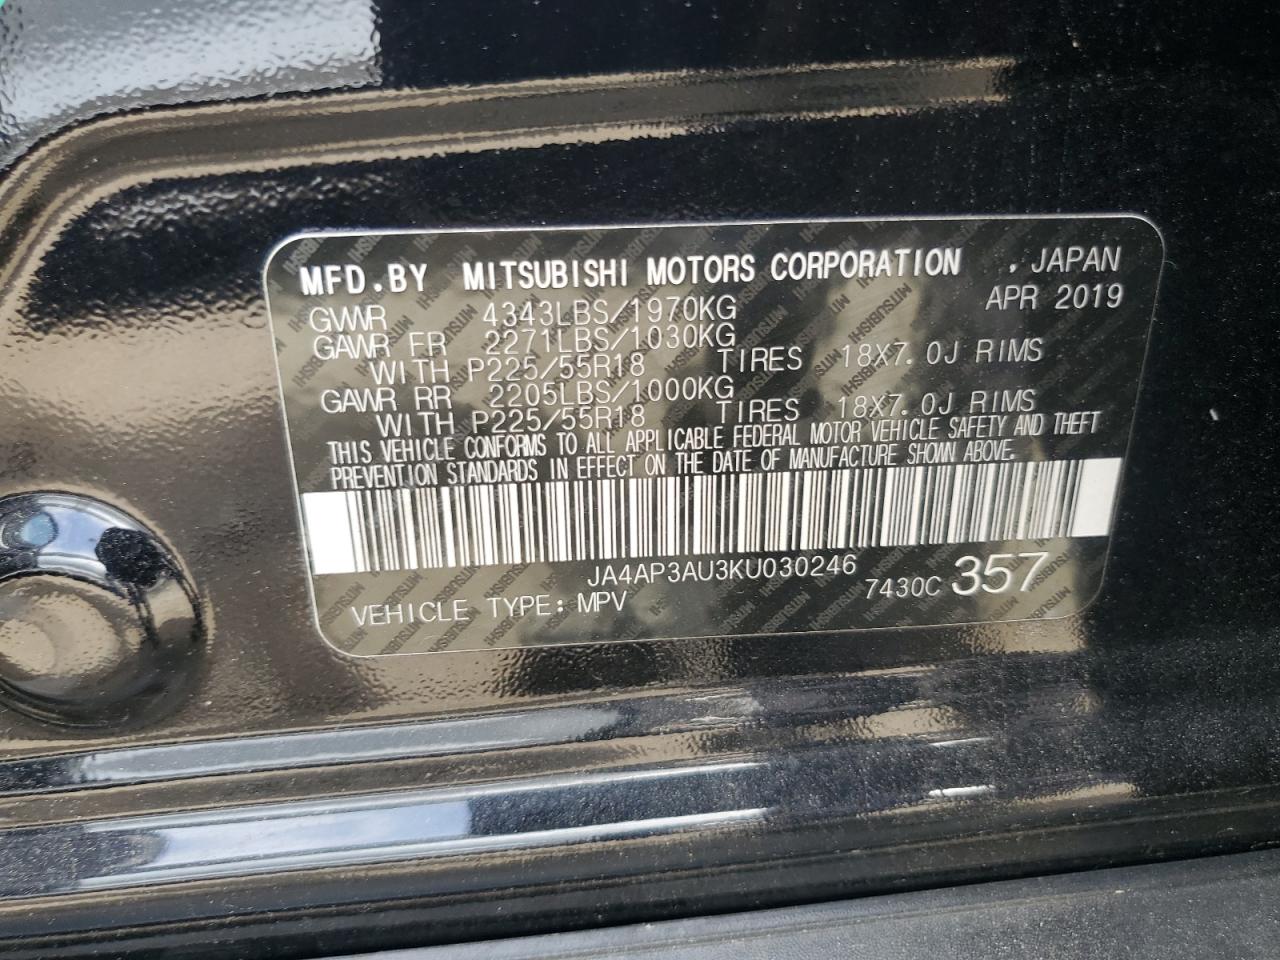 MFD.BY MITSUBISHI MOTORS CORPORATION , JAPAN
GWWR 4343LBS/1970KG APR 2019
GAWR FR 2271LBS/1030KG
WITH P225/55R18 TIRES 18X7.0J RIMS
GAWR RR 2205LBS/1000KG
WITH P225/55R18 TIRES 18X7.0J RIMS
THIS VEHICLE CONFORMS TO ALL APPLICABLE FEDERAL MOTOR VEHICLE SAFETY AND THEFT
PREVENTION STANDARDS IN EFFECT ON THE DATE OF MANUFACTURE SHOWN ABOVE.
JA4AP3AU3KU030246
VEHICLE TYPE: MPV 7430C 357